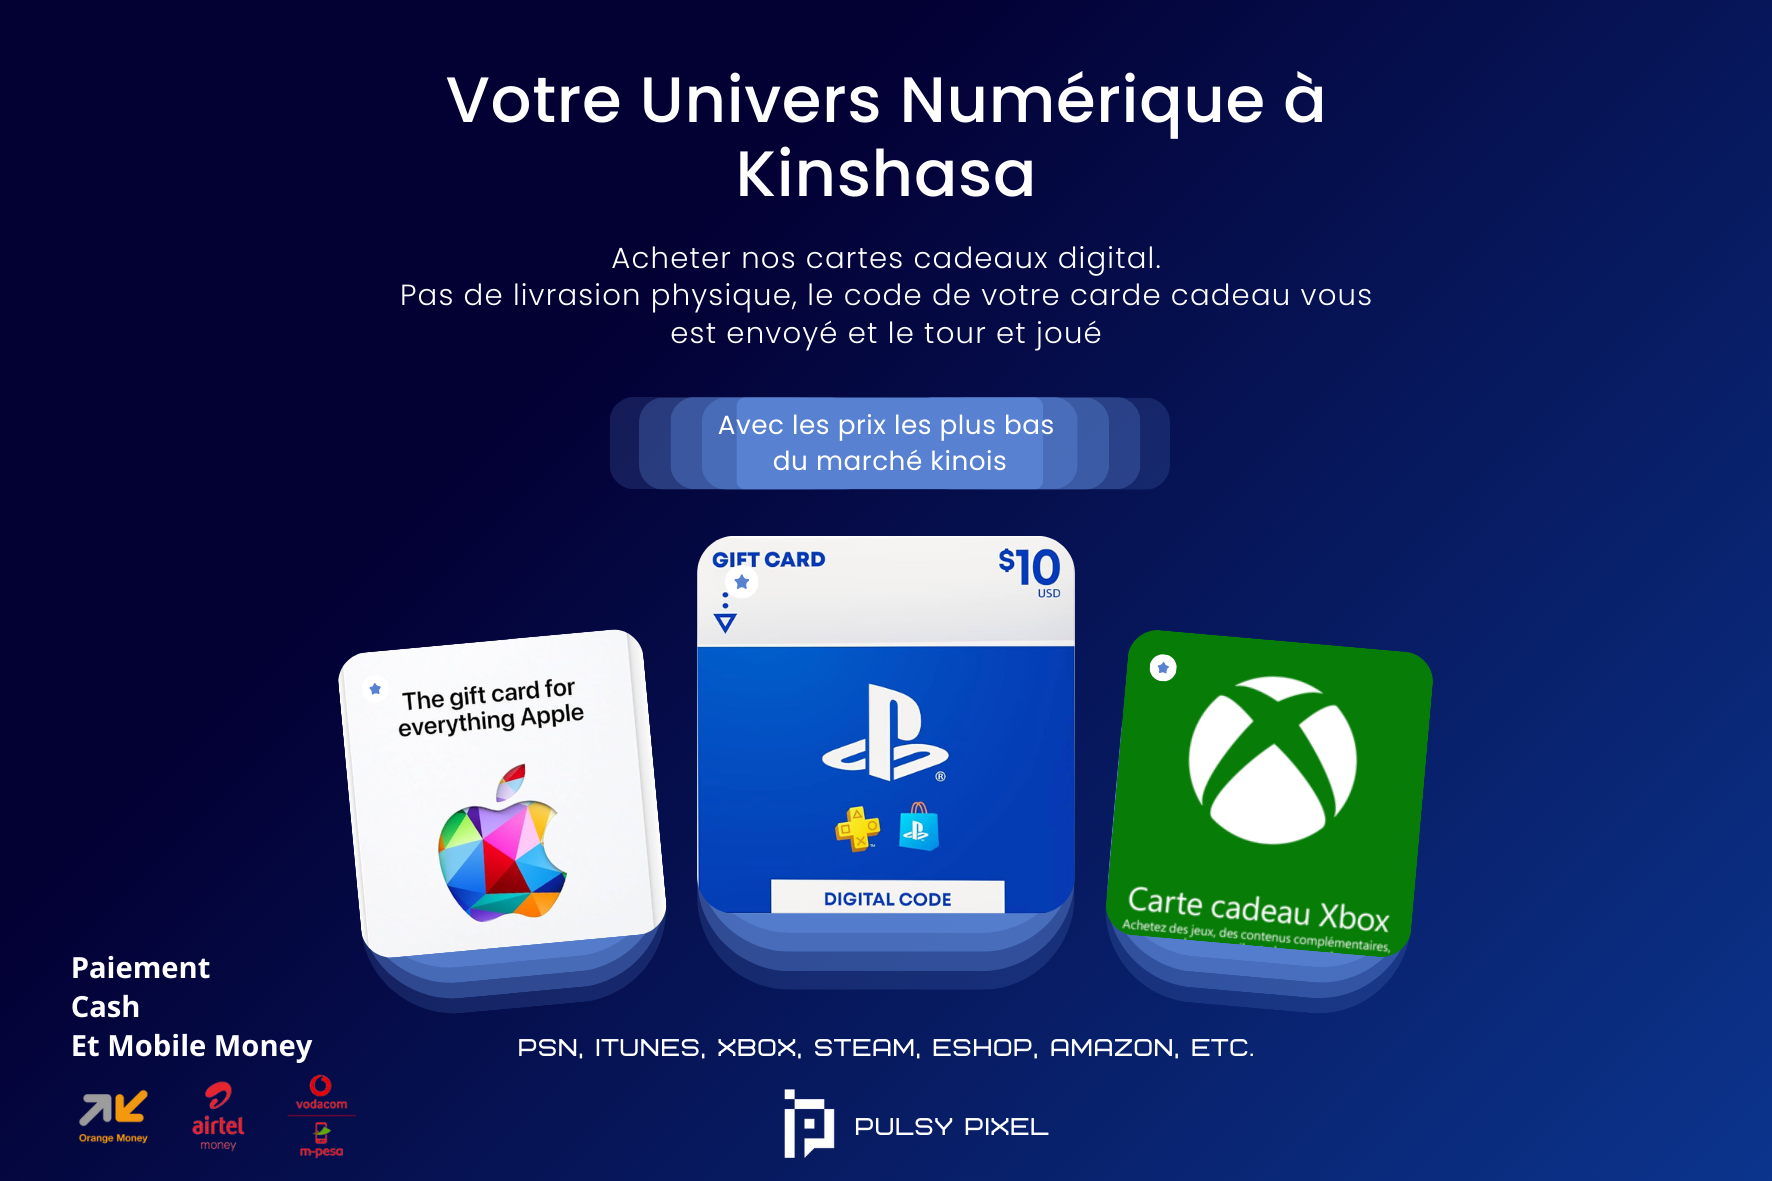 Votre Univers Numérique à
Kinshasa
Acheter nos cartes cadeaux digital.
Pas de livrasion physique, le code de votre carde cadeau vous
est envoyé et le tour et joué
Avec les prix les plus bas
du marché kinois
GIFT CARD
$10
USD
The gift card for
everything Apple
®
DIGITAL CODE
Carte cadeau Xbox
Achetez des jeux, des contenus complémentaires,
Paiement
Cash
Et Mobile Money
Orange Money
airtel
money
vodacom
m-pesa
PSN, ITUNES, XBOX, STEAM, ESHOP, AMAZON, ETC.
PULSY PIXEL